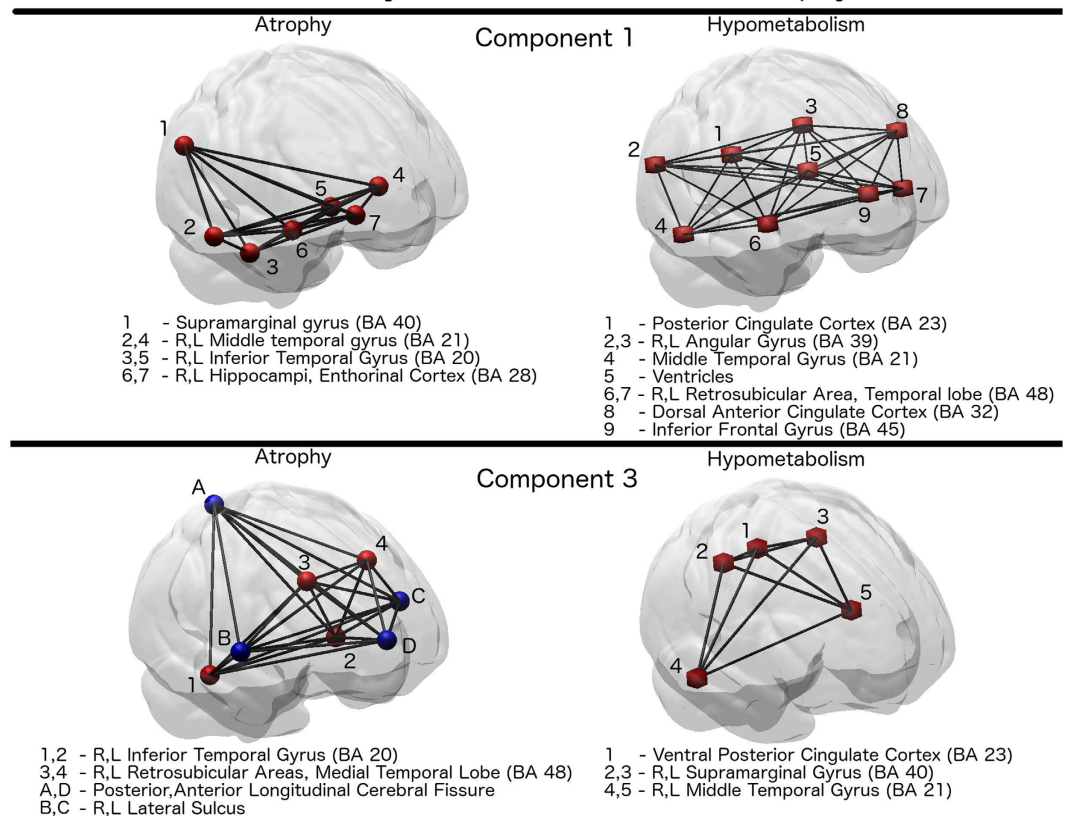 Atrophy
Component 1
Hypometabolism
1
2
3
4
5
6
7
1
2
3
4
5
6
7
8
9
1 - Supramarginal gyrus (BA 40)
2,4 - R,L Middle temporal gyrus (BA 21)
3,5 - R,L Inferior Temporal Gyrus (BA 20)
6,7 - R,L Hippocampi, Enthorinal Cortex (BA 28)
1 - Posterior Cingulate Cortex (BA 23)
2,3 - R,L Angular Gyrus (BA 39)
4 - Middle Temporal Gyrus (BA 21)
5 - Ventricles
6,7 - R,L Retrosubicular Area, Temporal lobe (BA 48)
8 - Dorsal Anterior Cingulate Cortex (BA 32)
9 - Inferior Frontal Gyrus (BA 45)
Atrophy
Component 3
Hypometabolism
A
B
C
D
1
2
3
4
1
2
3
4
5
1,2 - R,L Inferior Temporal Gyrus (BA 20)
3,4 - R,L Retrosubicular Areas, Medial Temporal Lobe (BA 48)
A,D - Posterior,Anterior Longitudinal Cerebral Fissure
B,C - R,L Lateral Sulcus
1 - Ventral Posterior Cingulate Cortex (BA 23)
2,3 - R,L Supramarginal Gyrus (BA 40)
4,5 - R,L Middle Temporal Gyrus (BA 21)